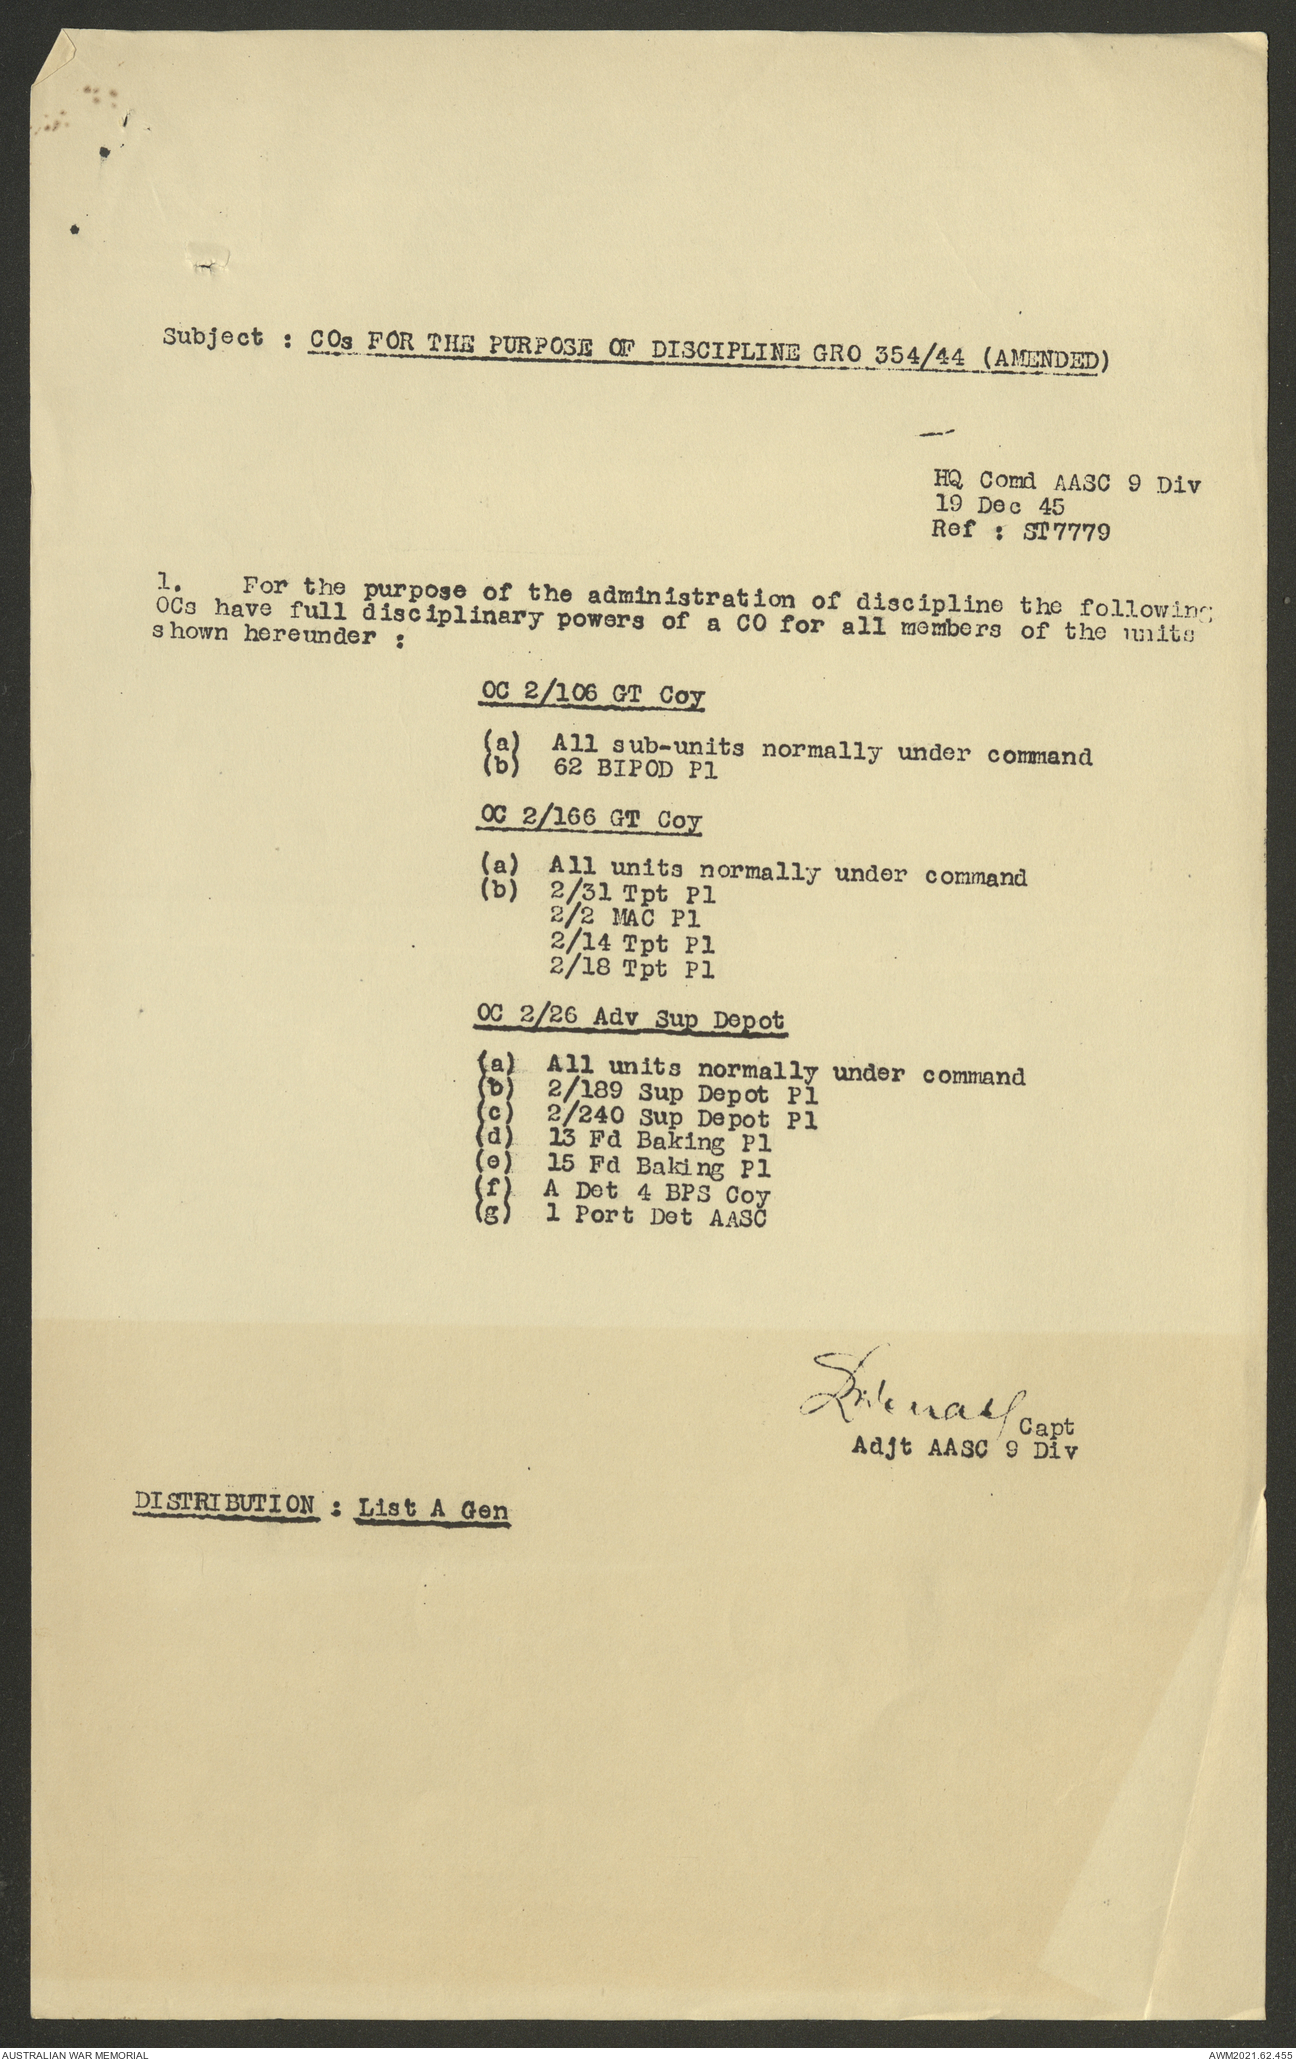 Subject : COs FOR THE PURPOSE OF DISCIPLINE GRO 354/44 (AMENDED)
HQ Comd AASC 9 Div
19 Dec 45
Ref : ST7779
1. For the purpose of the administration of discipline the following
OCs have full disciplinary powers of a CO for all members of the units
shown hereunder :
OC 2/106 GT Coy
(a) All sub-units normally under command
(b) 62 BIPOD Pl
OC 2/166 GT Coy
(a) All units normally under command
(b) 2/31 Tpt Pl
2/2 MAC Pl
2/14 Tpt Pl
2/18 Tpt Pl
OC 2/26 Adv Sup Depot
(a) All units normally under command
(b) 2/189 Sup Depot Pl
(c) 2/240 Sup Depot Pl
(d) 13 Fd Baking Pl
(e) 15 Fd Baking Pl
(f) A Det 4 BPS Coy
(g) 1 Port Det AASC
Capt
Adjt AASC 9 Div
DISTRIBUTION : List A Gen
AUSTRALIAN WAR MEMORIAL
AWM2021.62.455